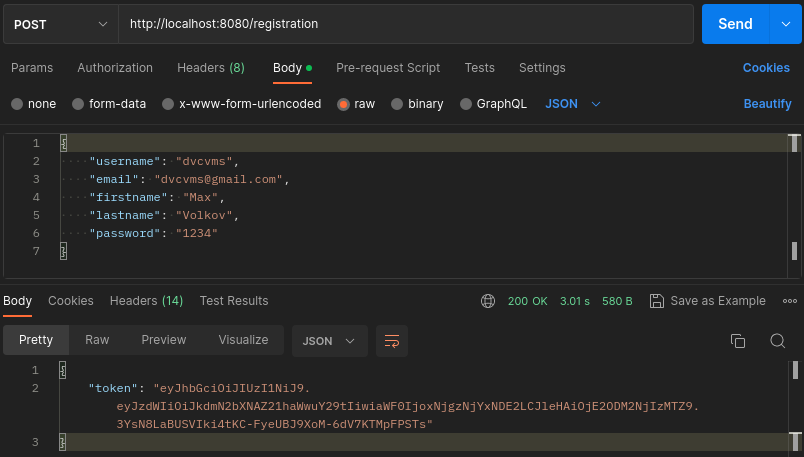 POST http://localhost:8080/registration Send
Params Authorization Headers (8) Body Pre-request Script Tests Settings Cookies
none form-data x-www-form-urlencoded raw binary GraphQL JSON Beautify
1 {
2 ····"username":·"dvcvms",
3 ····"email":·"dvcvms@gmail.com",
4 ····"firstname":·"Max",
5 ····"lastname":·"Volkov",
6 ····"password":·"1234"
7 }
Body Cookies Headers (14) Test Results 200 OK 3.01 s 580 B Save as Example
Pretty Raw Preview Visualize JSON
1 {
2 "token": "eyJhbGciOiJIUzI1NiJ9.
eyJzdWIiOiJkdmN2bXNAZ21haWwuY29tIiwiaWF0IjoxNjgzNjYxNDE2LCJleHAiOjE2ODM2NjIzMTZ9.
3YsN8LaBUSVIki4tKC-FyeUBJ9XoM-6dV7KTMpFPSTs"
3 }